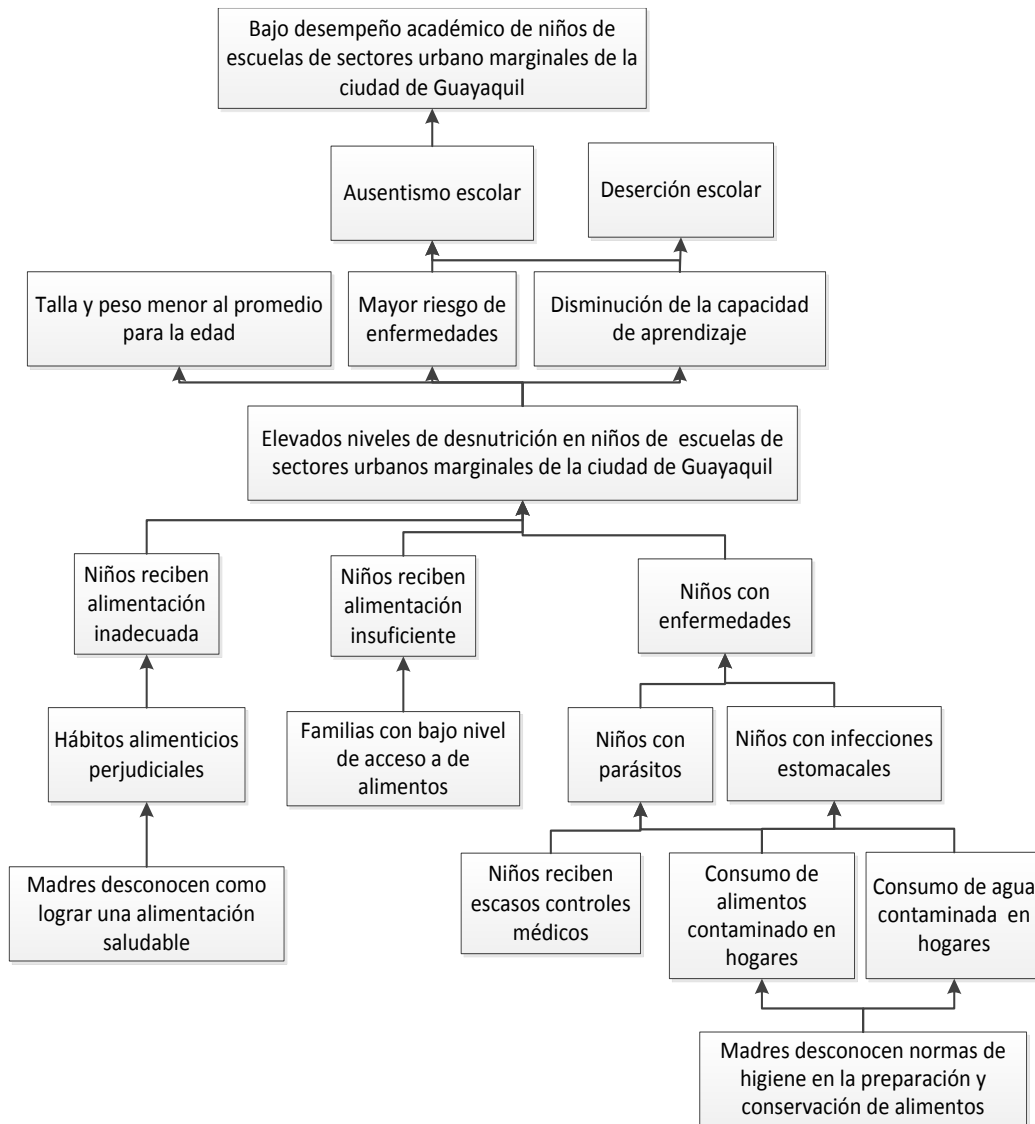 Bajo desempeño académico de niños de
escuelas de sectores urbano marginales de la
ciudad de Guayaquil
Ausentismo escolar
Deserción escolar
Talla y peso menor al promedio
para la edad
Mayor riesgo de
enfermedades
Disminución de la capacidad
de aprendizaje
Elevados niveles de desnutrición en niños de escuelas de
sectores urbanos marginales de la ciudad de Guayaquil
Niños reciben
alimentación
inadecuada
Niños reciben
alimentación
insuficiente
Niños con
enfermedades
Hábitos alimenticios
perjudiciales
Familias con bajo nivel
de acceso a de
alimentos
Niños con
parásitos
Niños con infecciones
estomacales
Madres desconocen como
lograr una alimentación
saludable
Niños reciben
escasos controles
médicos
Consumo de
alimentos
contaminado en
hogares
Consumo de agua
contaminada en
hogares
Madres desconocen normas de
higiene en la preparación y
conservación de alimentos